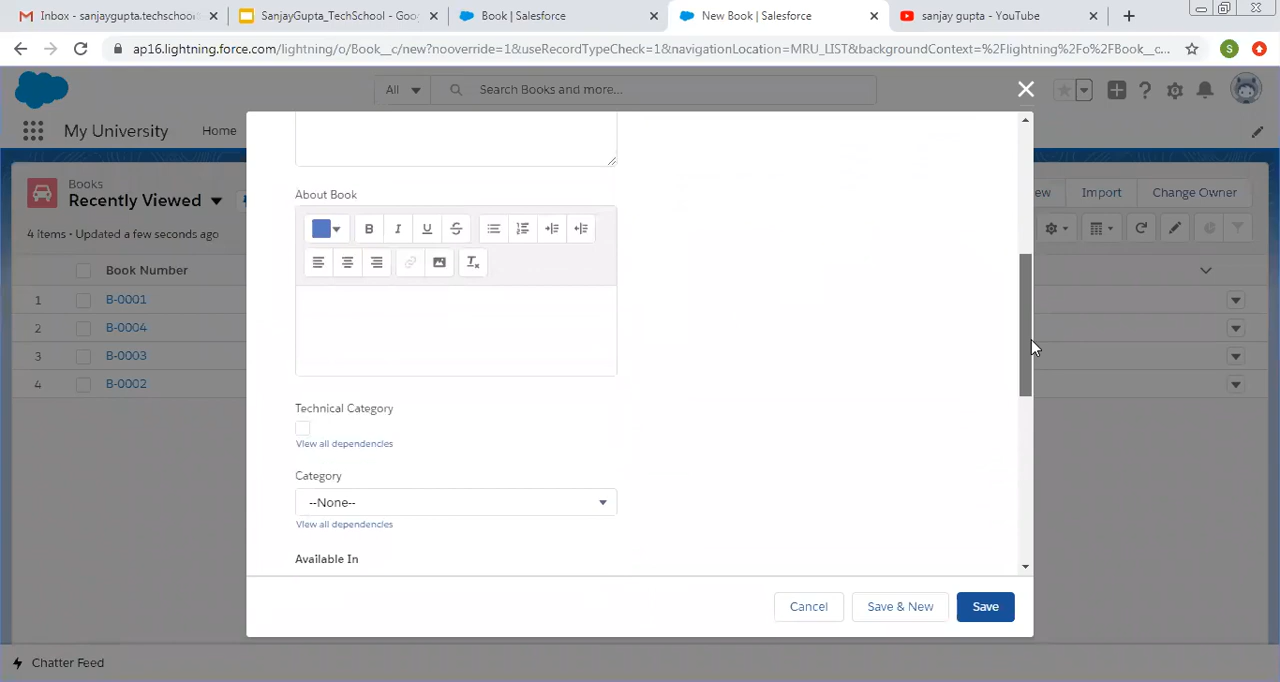 Inbox - sanjaygupta.techschool
SanjayGupta_TechSchool - Goo
Book | Salesforce
New Book | Salesforce
sanjay gupta - YouTube
ap16.lightning.force.com/lightning/o/Book__c/new?nooverride=1&useRecordTypeCheck=1&navigationLocation=MRU_LIST&backgroundContext=%2Flightning%2Fo%2FBook__c...
S
All
Search Books and more...
My University
Home
Books
Recently Viewed
ew
Import
Change Owner
4 items • Updated a few seconds ago
Book Number
1 B-0001
2 B-0004
3 B-0003
4 B-0002
About Book
B I U S
Technical Category
View all dependencies
Category
--None--
View all dependencies
Available In
Cancel
Save & New
Save
Chatter Feed